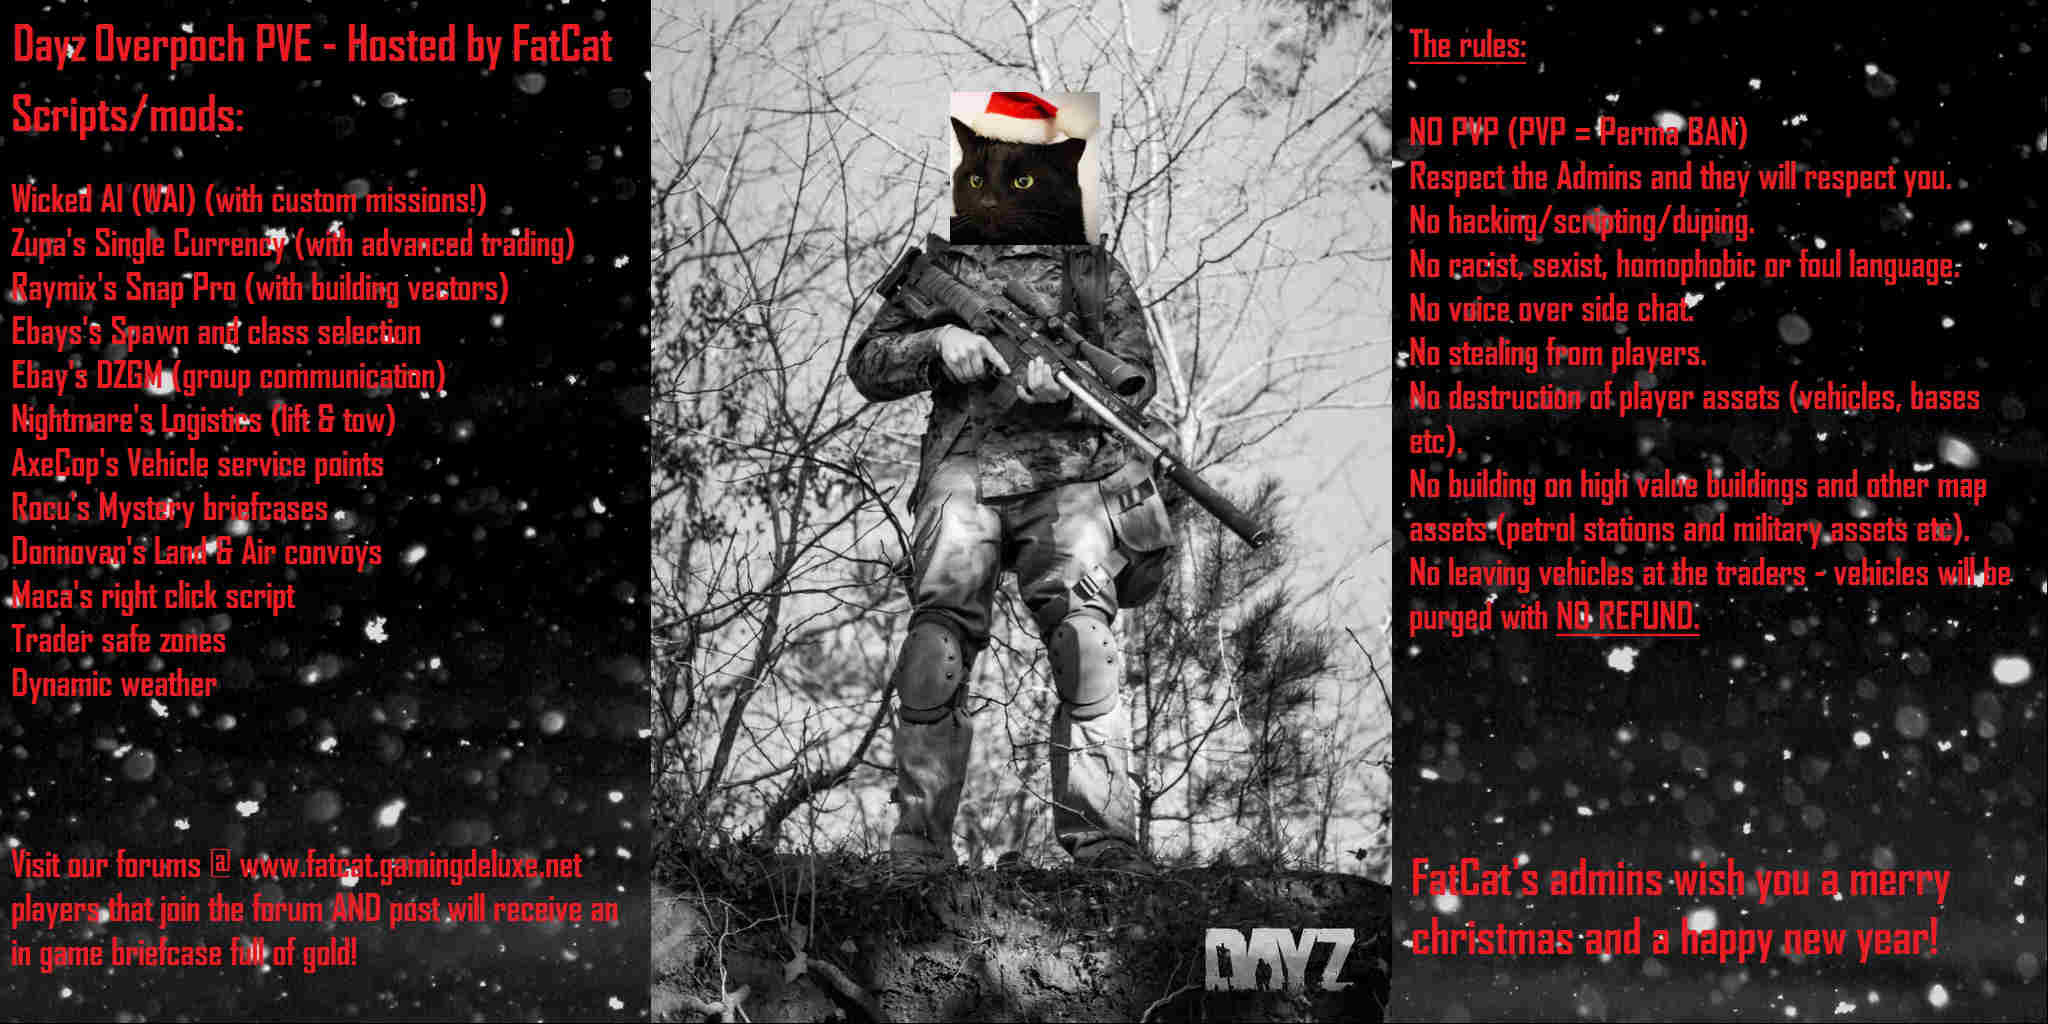 Dayz Overpoch PVE - Hosted by FatCat
Scripts/mods:
Wicked AI (WAI) (with custom missions!)
Zupa's Single Currency (with advanced trading)
Raymix's Snap Pro (with building vectors)
Ebays's Spawn and class selection
Ebay's DZGM (group communication)
Nightmare's Logistics (lift & tow)
AxeCop's Vehicle service points
Rocu's Mystery briefcases
Donnovan's Land & Air convoys
Maca's right click script
Trader safe zones
Dynamic weather
Visit our forums @ www.fatcat.gamingdeluxe.net
players that join the forum AND post will receive an
in game briefcase full of gold!
DAYZ
The rules:
NO PVP (PVP = Perma BAN)
Respect the Admins and they will respect you.
No hacking/scripting/duping.
No racist, sexist, homophobic or foul language.
No voice over side chat.
No stealing from players.
No destruction of player assets (vehicles, bases
etc).
No building on high value buildings and other map
assets (petrol stations and military assets etc).
No leaving vehicles at the traders - vehicles will be
purged with NO REFUND.
FatCat's admins wish you a merry
christmas and a happy new year!